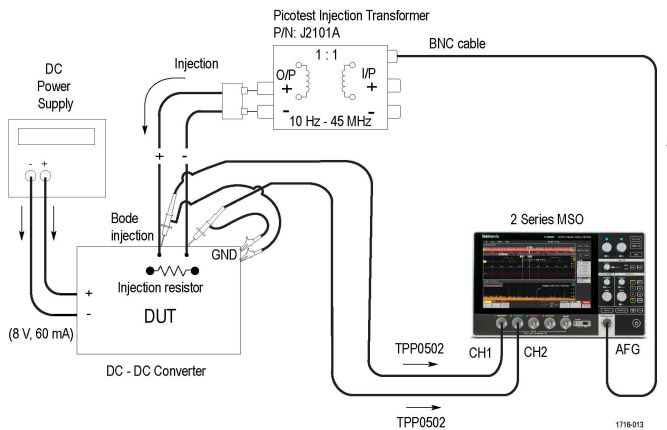 Picotest Injection Transformer
P/N: J2101A
1 : 1
O/P
I/P
+
+
-
-
10 Hz - 45 MHz
BNC cable
Injection
DC
Power
Supply
- +
+ -
Bode
injection
GND
Injection resistor
DUT
+
-
(8 V, 60 mA)
DC - DC Converter
2 Series MSO
Tektronix
TPP0502
CH1
CH2
AFG
TPP0502
1716-013